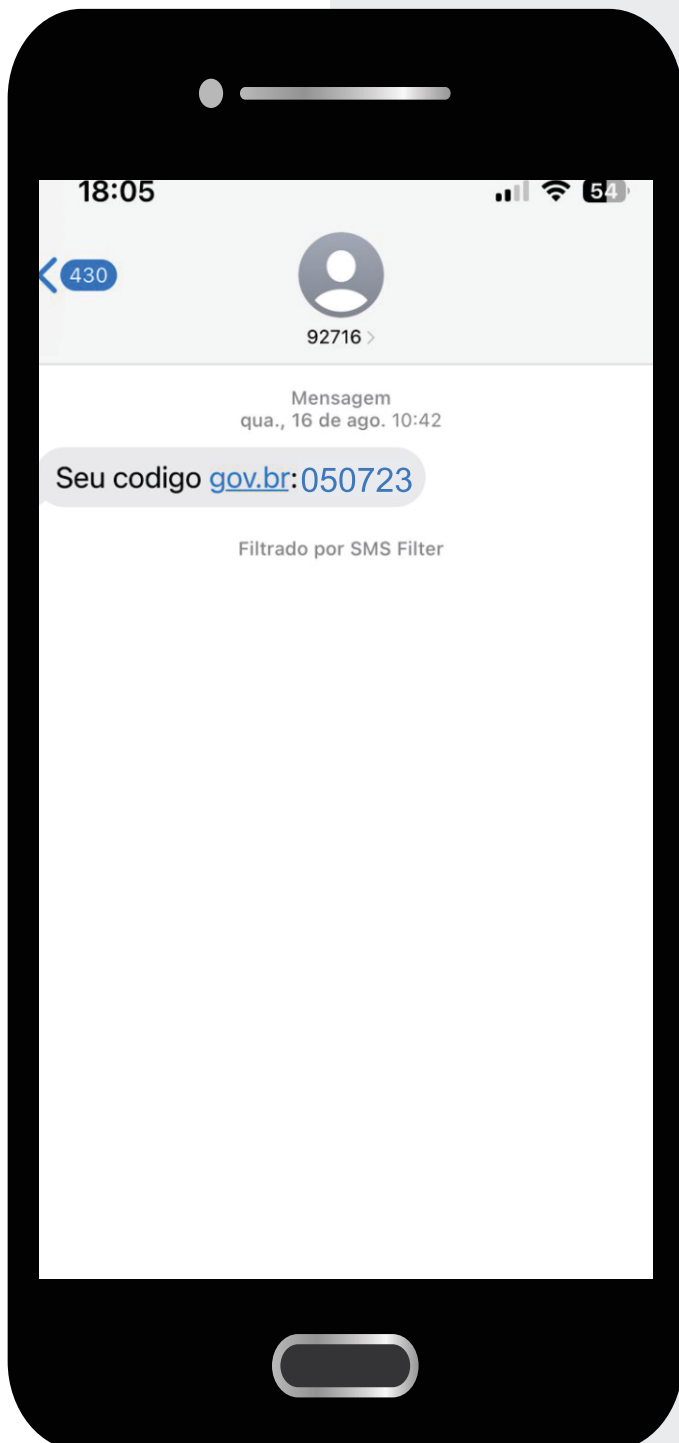 18:05 54
430
92716 >
Mensagem
qua., 16 de ago. 10:42
Seu codigo gov.br:050723
Filtrado por SMS Filter